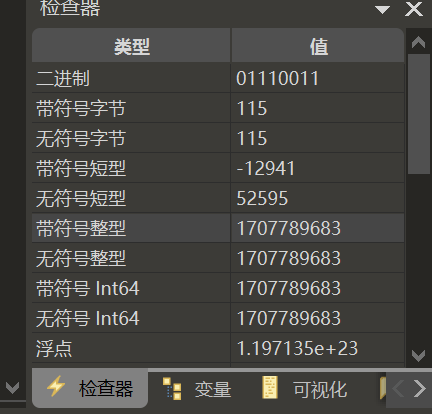 检查器
类型 值
二进制 01110011
带符号字节 115
无符号字节 115
带符号短型 -12941
无符号短型 52595
带符号整型 1707789683
无符号整型 1707789683
带符号 Int64 1707789683
无符号 Int64 1707789683
浮点 1.197135e+23
检查器 变量 可视化